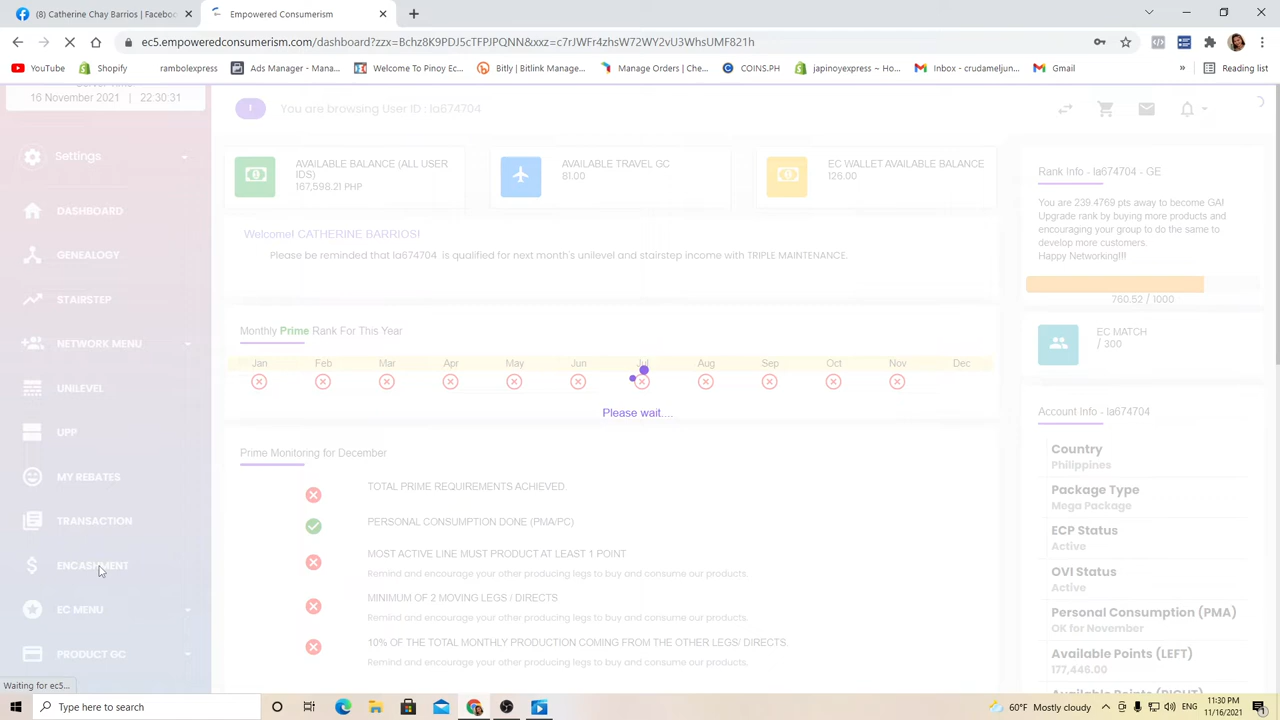 (8) Catherine Chay Barrios | Faceboo
Empowered Consumerism
ec5.empoweredconsumerism.com/dashboard?zzx=Bchz8K9PDJ5cTFPJPQNN&xxz=c7rJWFr4zhsW72WY2vU3WhsUMF821h
YouTube
Shopify
rambolexpress
Ads Manager - Mana...
Welcome To Pinoy Ec...
Bitly | Bitlink Manage...
Manage Orders | Che...
COINS.PH
japinoyexpress ~ Ho...
Inbox - crudameljun...
Gmail
»
Reading list
16 November 2021 | 22:30:31
You are browsing User ID : la674704
Settings
DASHBOARD
GENEALOGY
STAIRSTEP
NETWORK MENU
UNILEVEL
UPP
MY REBATES
TRANSACTION
ENCASHMENT
EC MENU
PRODUCT GC
AVAILABLE BALANCE (ALL USER IDS)
167,598.21 PHP
AVAILABLE TRAVEL GC
81.00
EC WALLET AVAILABLE BALANCE
126.00
Welcome! CATHERINE BARRIOS!
Please be reminded that la674704 is qualified for next month's unilevel and stairstep income with TRIPLE MAINTENANCE.
Monthly Prime Rank For This Year
Jan Feb Mar Apr May Jun Jul Aug Sep Oct Nov Dec
Please wait....
Prime Monitoring for December
TOTAL PRIME REQUIREMENTS ACHIEVED.
PERSONAL CONSUMPTION DONE (PMA/PC)
MOST ACTIVE LINE MUST PRODUCT AT LEAST 1 POINT
Remind and encourage your other producing legs to buy and consume our products.
MINIMUM OF 2 MOVING LEGS / DIRECTS
Remind and encourage your other producing legs to buy and consume our products.
10% OF THE TOTAL MONTHLY PRODUCTION COMING FROM THE OTHER LEGS/ DIRECTS.
Remind and encourage your other producing legs to buy and consume our products.
Rank Info - la674704 - GE
You are 239.4769 pts away to become GA!
Upgrade rank by buying more products and
encouraging your group to do the same to
develop more customers.
Happy Networking!!!
760.52 / 1000
EC MATCH
/ 300
Account Info - la674704
Country
Philippines
Package Type
Mega Package
ECP Status
Active
OVI Status
Active
Personal Consumption (PMA)
OK for November
Available Points (LEFT)
177,446.00
Available Points (RIGHT)
Waiting for ec5...
Type here to search
60°F Mostly cloudy
ENG
11:30 PM
11/16/2021